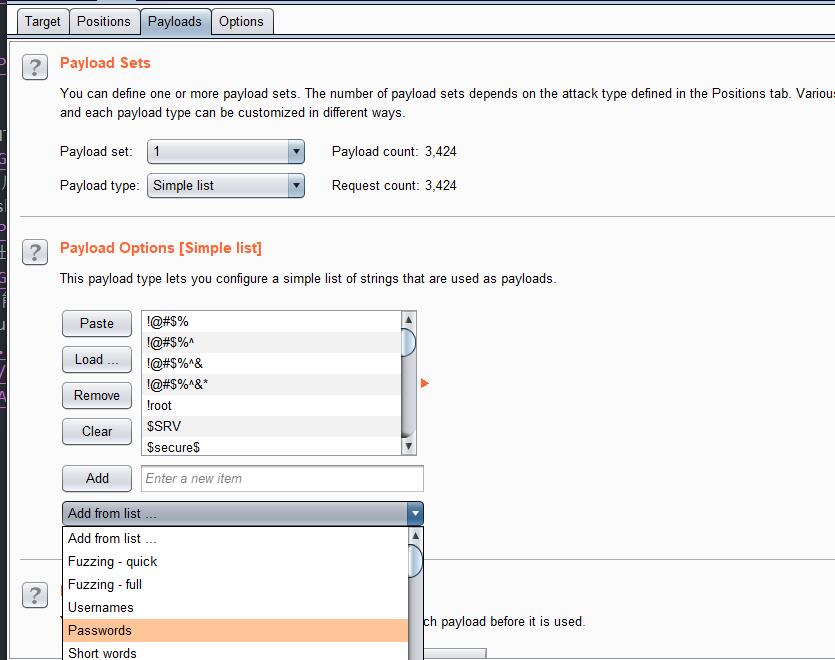 Target Positions Payloads Options
Payload Sets
You can define one or more payload sets. The number of payload sets depends on the attack type defined in the Positions tab. Various
and each payload type can be customized in different ways.
Payload set: 1 Payload count: 3,424
Payload type: Simple list Request count: 3,424
Payload Options [Simple list]
This payload type lets you configure a simple list of strings that are used as payloads.
Paste
Load ...
Remove
Clear
!@#$%
!@#$%^
!@#$%^&
!@#$%^&*
!root
$SRV
$secure$
Add Enter a new item
Add from list ...
Add from list ...
Fuzzing - quick
Fuzzing - full
Usernames
Passwords
Short words
ch payload before it is used.